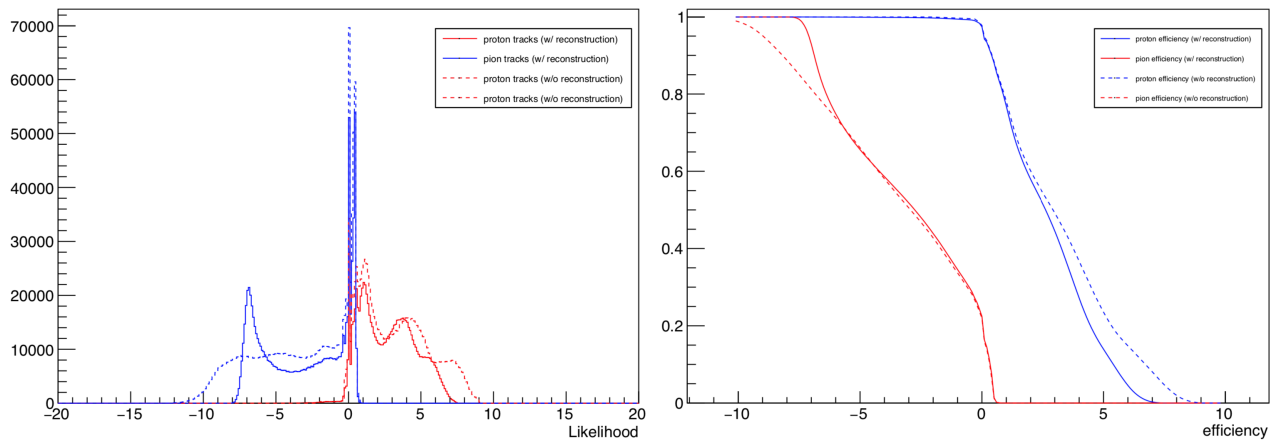 70000
60000
50000
40000
30000
20000
10000
0
−20 −15 −10 −5 0 5 10 15 20
Likelihood
proton tracks (w/ reconstruction)
pion tracks (w/ reconstruction)
proton tracks (w/o reconstruction)
proton tracks (w/o reconstruction)
1
0.8
0.6
0.4
0.2
0
−10 −5 0 5 10
efficiency
proton efficiency (w/ reconstruction)
pion efficiency (w/ reconstruction)
proton efficiency (w/o reconstruction)
pion efficiency (w/o reconstruction)